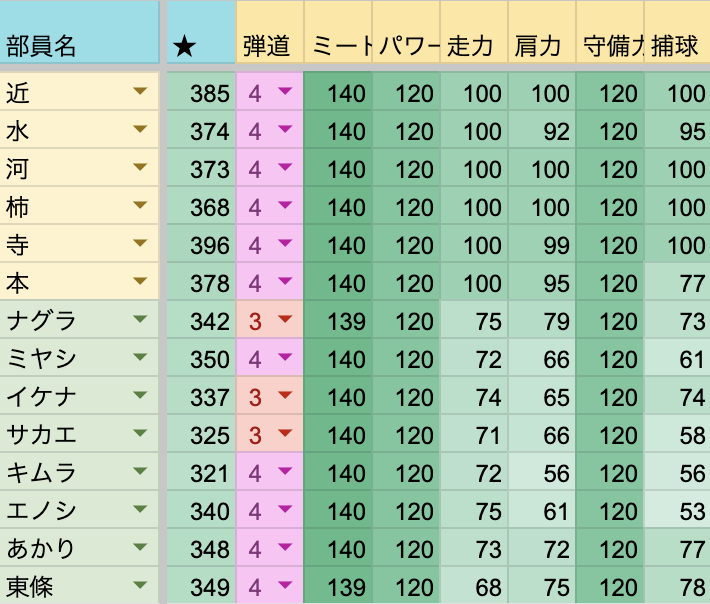 部員名 ★ 弾道 ミート パワー 走力 肩力 守備力 捕球
近 385 4 140 120 100 100 120 100
水 374 4 140 120 100 92 120 95
河 373 4 140 120 100 100 120 100
柿 368 4 140 120 100 100 120 100
寺 396 4 140 120 100 99 120 100
本 378 4 140 120 100 95 120 77
ナグラ 342 3 139 120 75 79 120 73
ミヤシ 350 4 140 120 72 66 120 61
イケナ 337 3 140 120 74 65 120 74
サカエ 325 3 140 120 71 66 120 58
キムラ 321 4 140 120 72 56 120 56
エノシ 340 4 140 120 75 61 120 53
あかり 348 4 140 120 73 72 120 77
東條 349 4 139 120 68 75 120 78